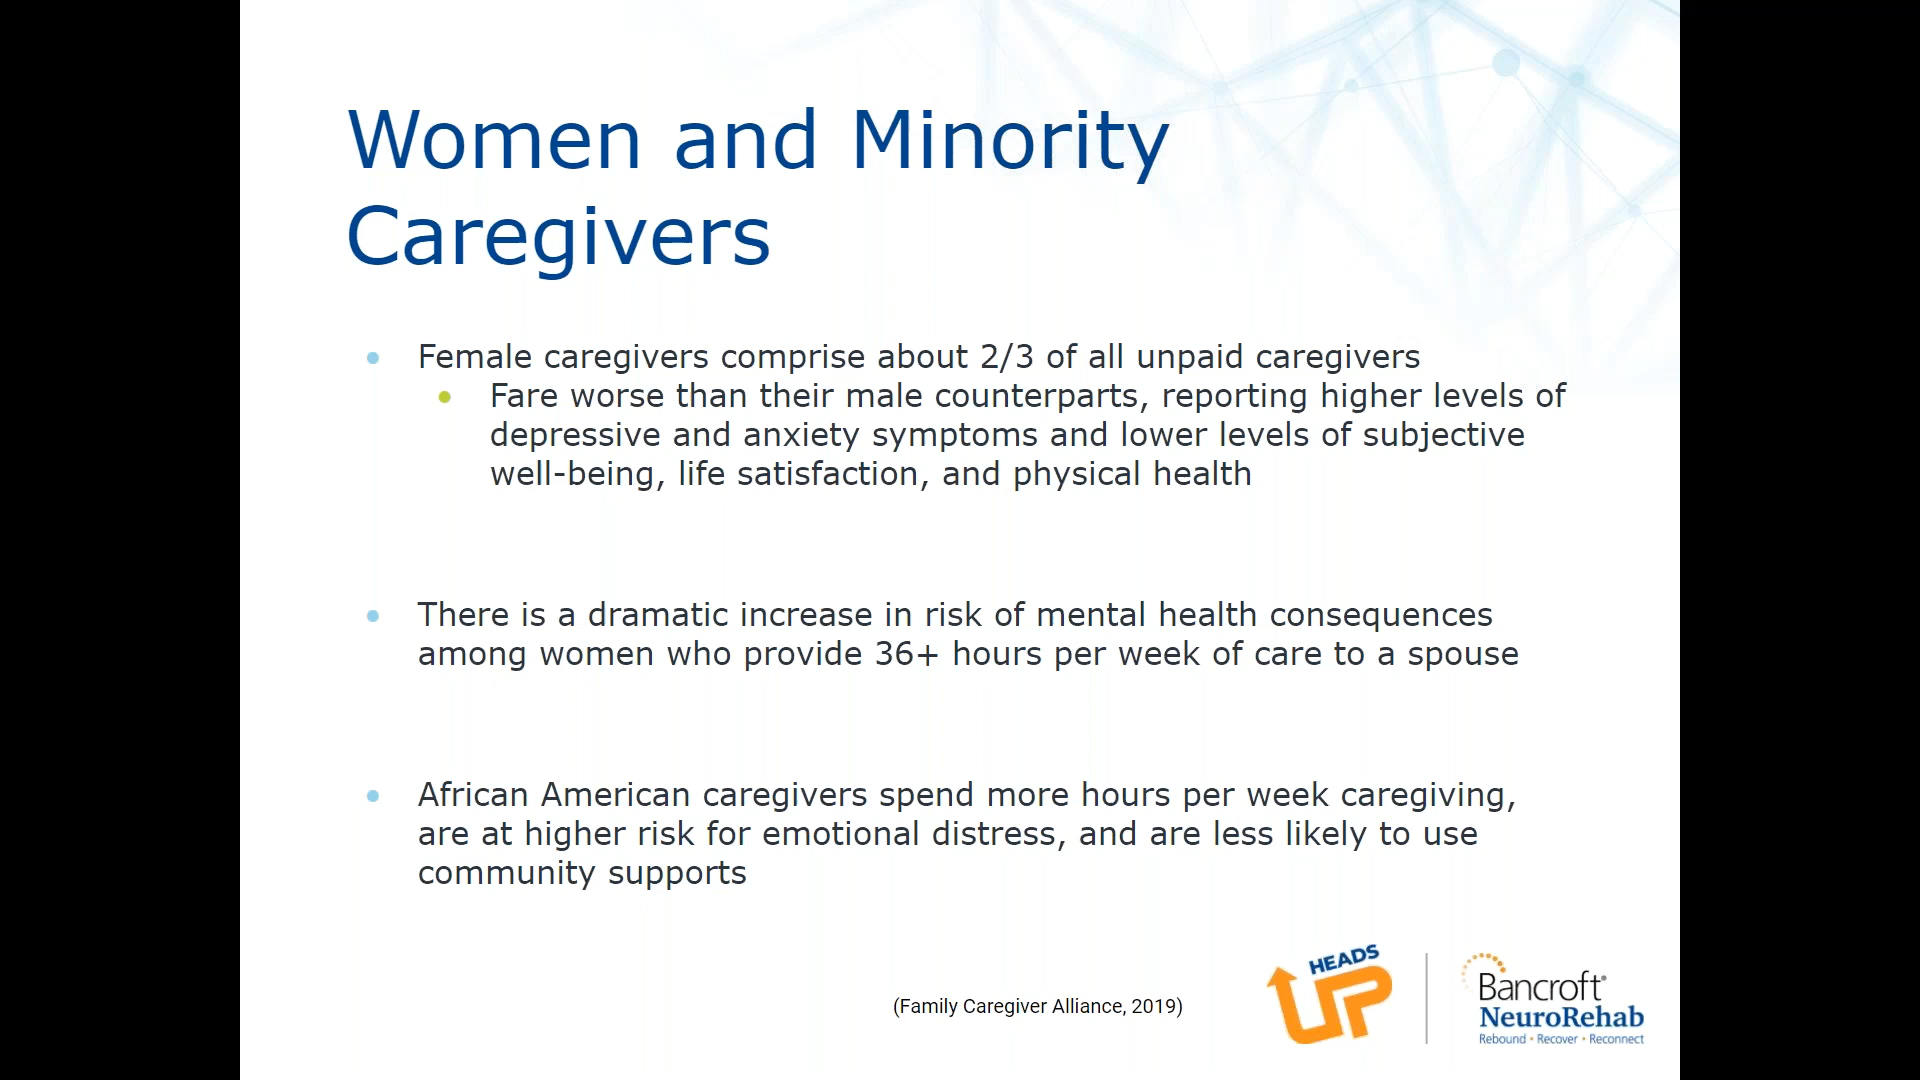 Women and Minority
Caregivers
Female caregivers comprise about 2/3 of all unpaid caregivers
Fare worse than their male counterparts, reporting higher levels of
depressive and anxiety symptoms and lower levels of subjective
well-being, life satisfaction, and physical health
There is a dramatic increase in risk of mental health consequences
among women who provide 36+ hours per week of care to a spouse
African American caregivers spend more hours per week caregiving,
are at higher risk for emotional distress, and are less likely to use
community supports
(Family Caregiver Alliance, 2019)
HEADS
UP
Bancroft®
NeuroRehab
Rebound • Recover • Reconnect